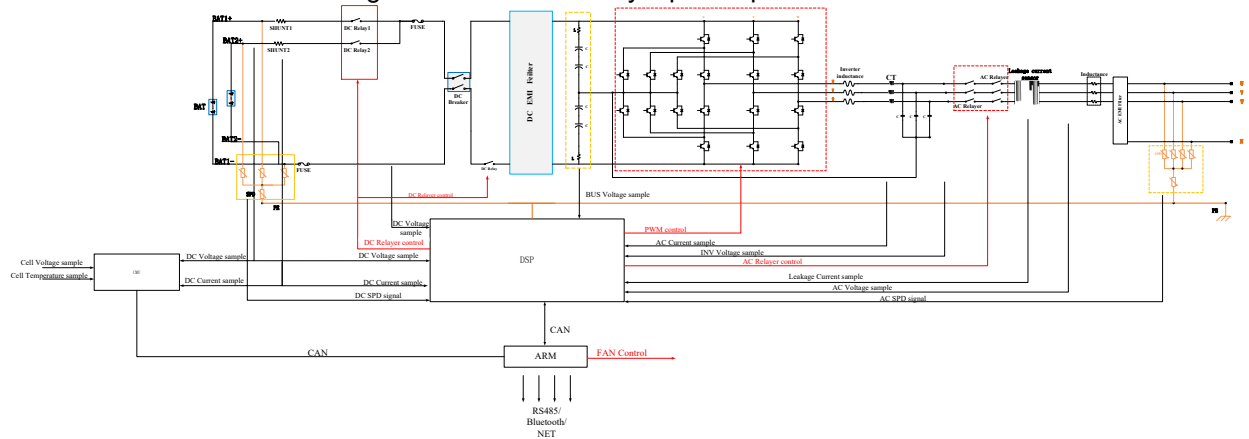 BAT1+
BAT2+
SHUNT1
SHUNT2
DC Relay1
DC Relay2
FUSE
DC
Breaker
DC EMI Feilter
BAT
BAT2-
BAT1-
FUSE
DC Relay
SPD
PE
DC Relayer control
BUS Voltage sample
Inverter
inductance
CT
AC Relayer
AC Relayer
Leakage current
sensor
Inductance
AC EMI Filter
PE
DC Voltage
sample
DC Relayer control
PWM control
AC Current sample
INV Voltage sample
AC Relayer control
Leakage Current sample
AC Voltage sample
AC SPD signal
DSP
Cell Voltage sample
Cell Temperature sample
DC Voltage sample
DC Voltage sample
DC Current sample
DC Current sample
DC SPD signal
CAN
CAN
ARM
FAN Control
RS485/
Bluetooth/
NET